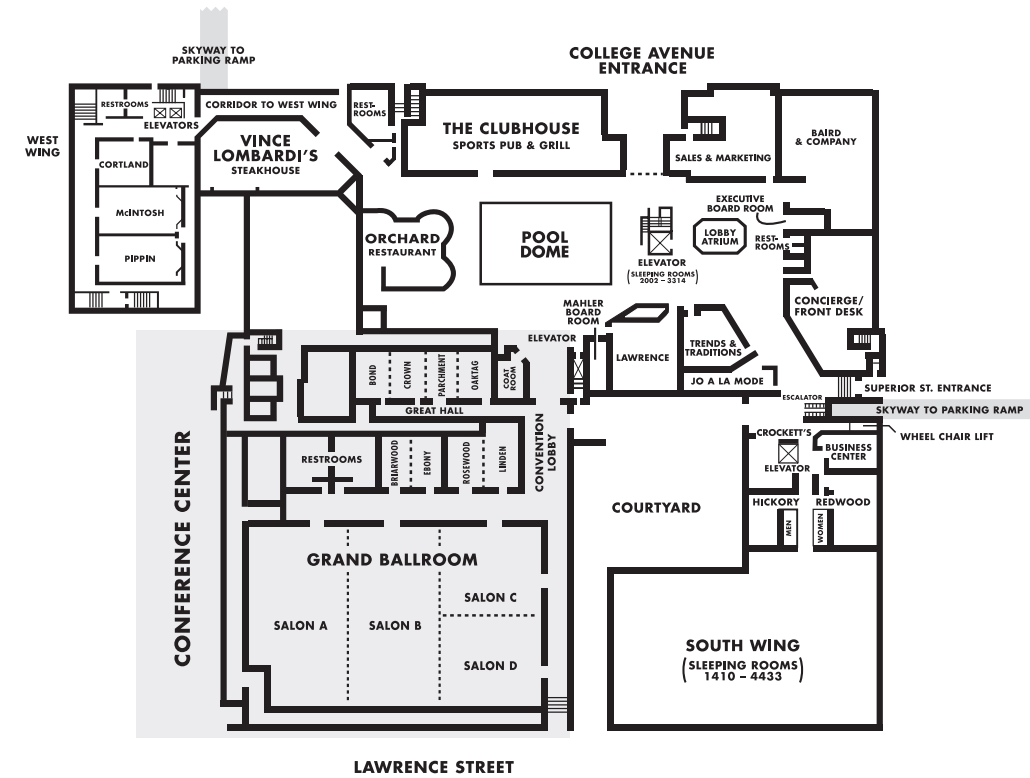 SKYWAY TO
PARKING RAMP
COLLEGE AVENUE
ENTRANCE
RESTROOMS
ELEVATORS
CORRIDOR TO WEST WING
REST-
ROOMS
WEST
WING
VINCE
LOMBARDI'S
STEAKHOUSE
THE CLUBHOUSE
SPORTS PUB & GRILL
SALES & MARKETING
BAIRD
& COMPANY
CORTLAND
McINTOSH
PIPPIN
ORCHARD
RESTAURANT
POOL
DOME
EXECUTIVE
BOARD ROOM
LOBBY
ATRIUM
REST-
ROOMS
ELEVATOR
(SLEEPING ROOMS)
2002 – 3314
CONCIERGE/
FRONT DESK
MAHLER
BOARD
ROOM
ELEVATOR
LAWRENCE
TRENDS &
TRADITIONS
JO A LA MODE
BOND
CROWN
PARCHMENT
OAKTAG
COAT
ROOM
GREAT HALL
SUPERIOR ST. ENTRANCE
ESCALATOR
SKYWAY TO PARKING RAMP
WHEEL CHAIR LIFT
CONFERENCE CENTER
RESTROOMS
BRIARWOOD
EBONY
ROSEWOOD
LINDEN
CONVENTION
LOBBY
CROCKETT'S
ELEVATOR
BUSINESS
CENTER
COURTYARD
HICKORY
REDWOOD
MEN
WOMEN
GRAND BALLROOM
SALON A
SALON B
SALON C
SALON D
SOUTH WING
(SLEEPING ROOMS)
1410 – 4433
LAWRENCE STREET